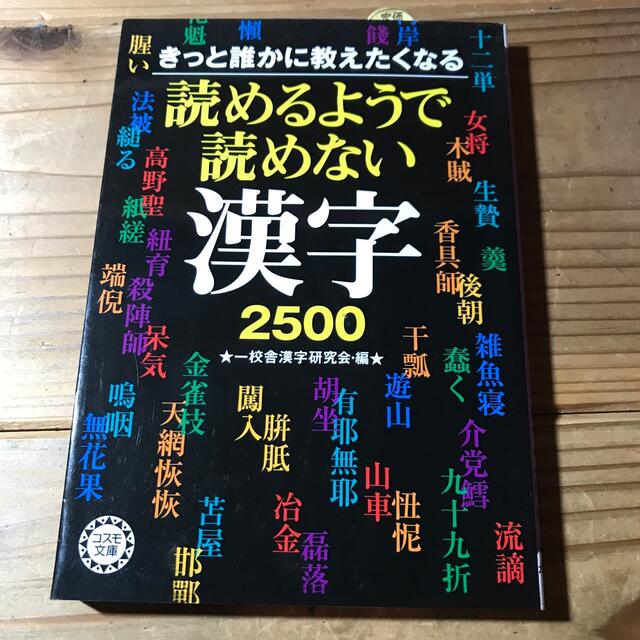 きっと誰かに教えたくなる
読めるようで
読めない
漢字
2500
★一校舎漢字研究会・編★
魁
懶
餞
岸
定価
十二単
腥い
法被
縋る
高野聖
女将
木賊
生贄
紙縒
紐育
香具師
羹
後朝
端倪
殺陣師
呆気
干瓢
蠢く
雑魚寝
金雀枝
胡坐
遊山
嗚咽
闖入
有耶無耶
介党鱈
無花果
天網恢恢
胼胝
山車
九十九折
苫屋
冶金
忸怩
流謫
邯鄲
磊落
コスモ
文庫